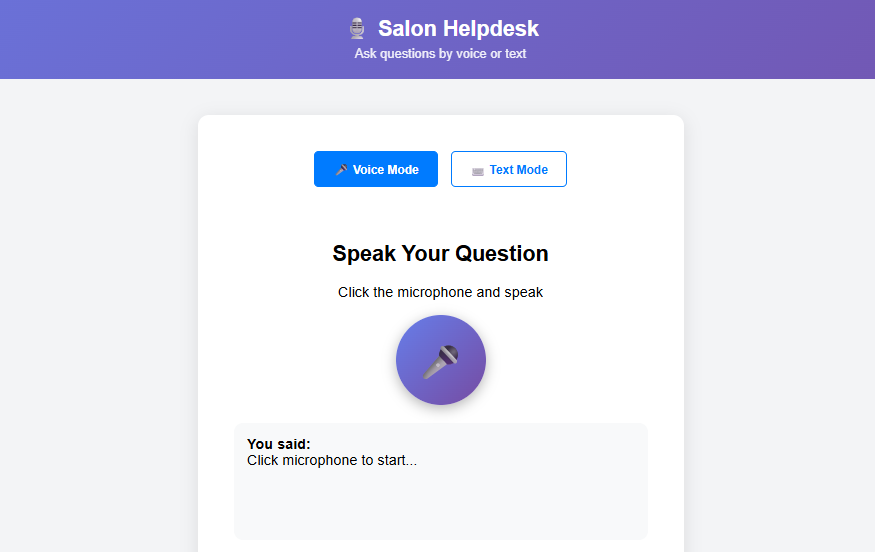 Salon Helpdesk
Ask questions by voice or text
Voice Mode
Text Mode
Speak Your Question
Click the microphone and speak
You said:
Click microphone to start...